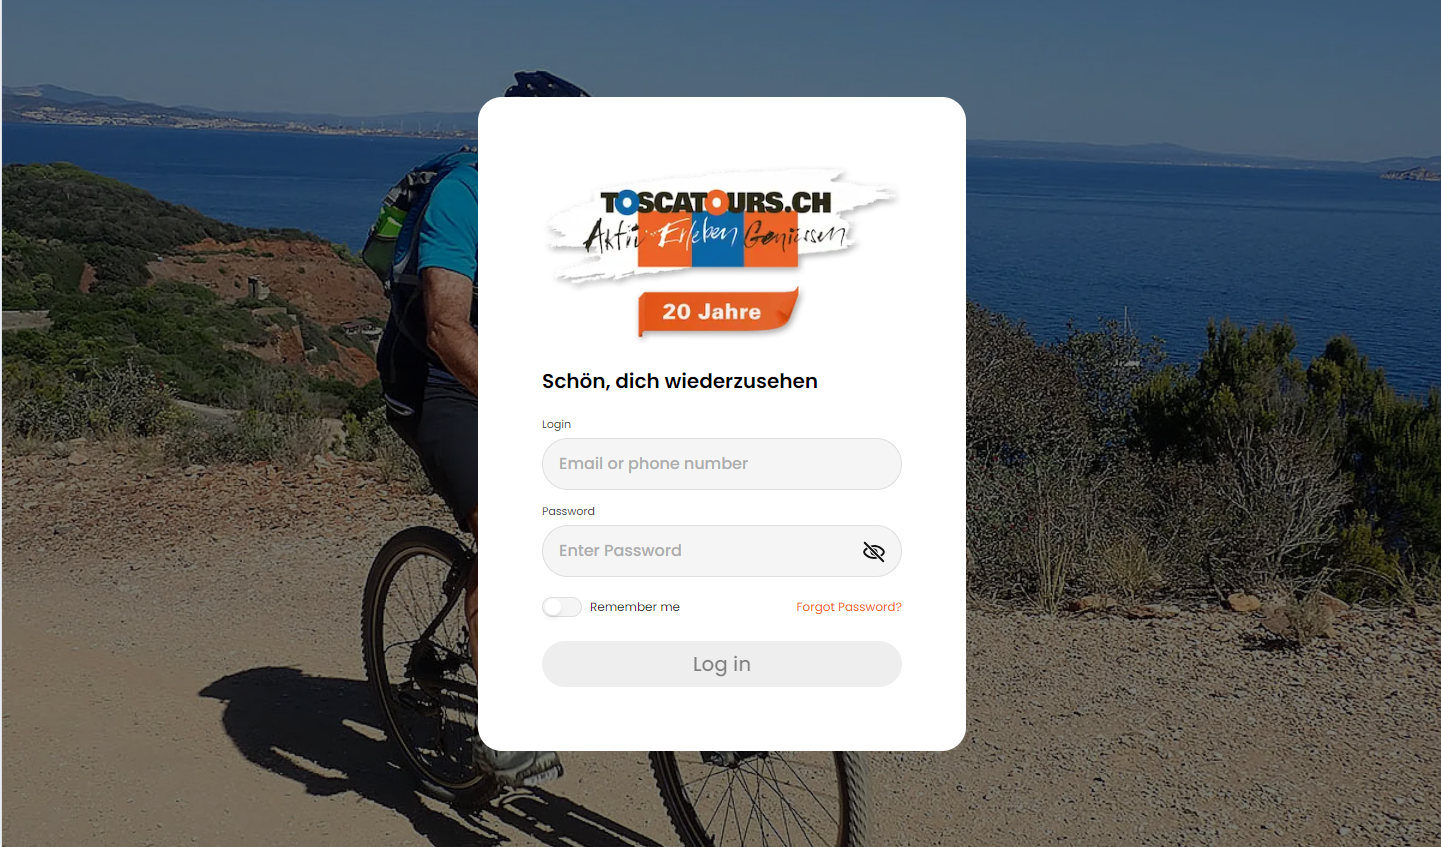 TOSCATOURS.CH
Aktiv Erleben Geniessen
20 Jahre
Schön, dich wiederzusehen
Login
Email or phone number
Password
Enter Password
Remember me Forgot Password?
Log in